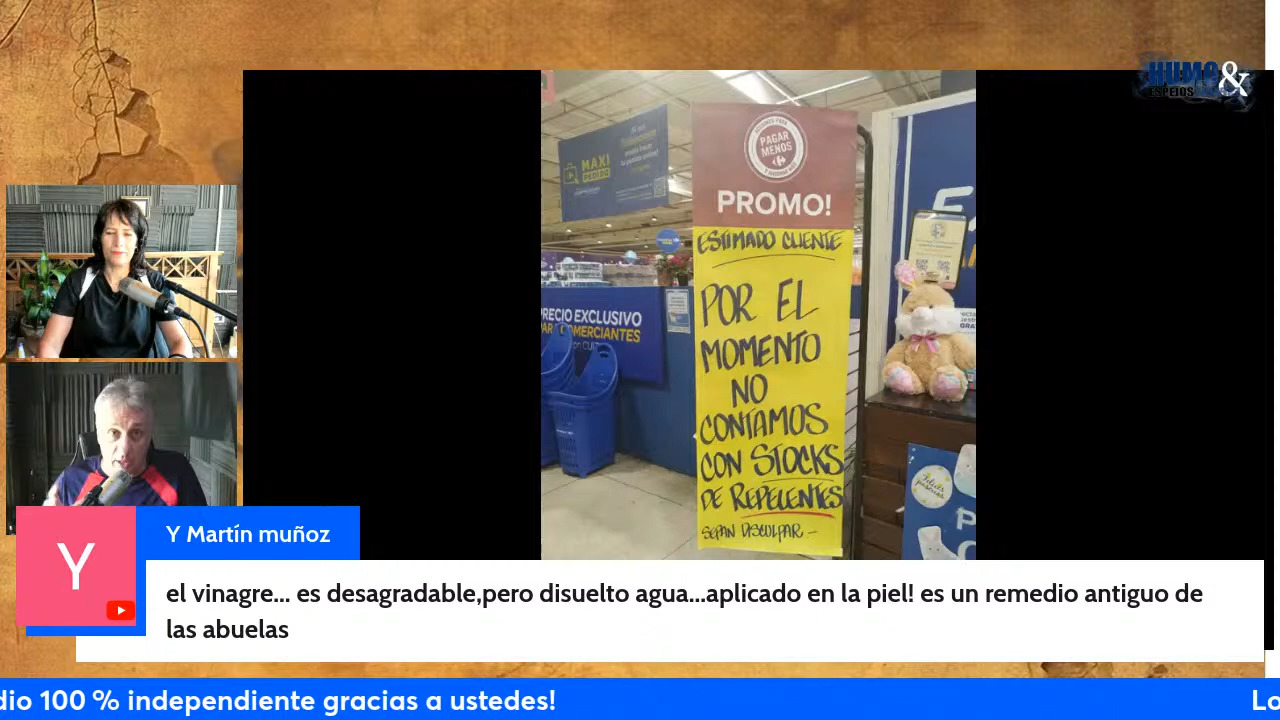 HUMO &
ESPEJOS
MAXI
PEDIDO
PAGAR
MENOS
PROMO!
ESTIMADO CLIENTE
POR EL
MOMENTO
NO
CONTAMOS
CON STOCKS
DE REPELENTES
SEPAN DISCULPAR –
PRECIO EXCLUSIVO
PARA COMERCIANTES
Y Martín muñoz
Y
el vinagre... es desagradable,pero disuelto agua...aplicado en la piel! es un remedio antiguo de
las abuelas
dio 100 % independiente gracias a ustedes!
Lo